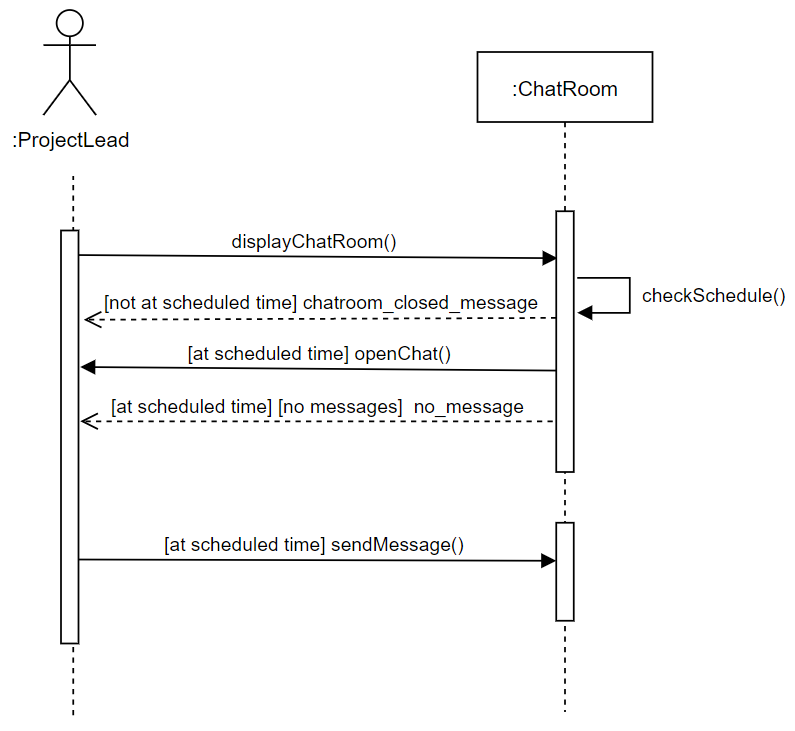 :ProjectLead
:ChatRoom
displayChatRoom()
checkSchedule()
[not at scheduled time] chatroom_closed_message
[at scheduled time] openChat()
[at scheduled time] [no messages]  no_message
[at scheduled time] sendMessage()